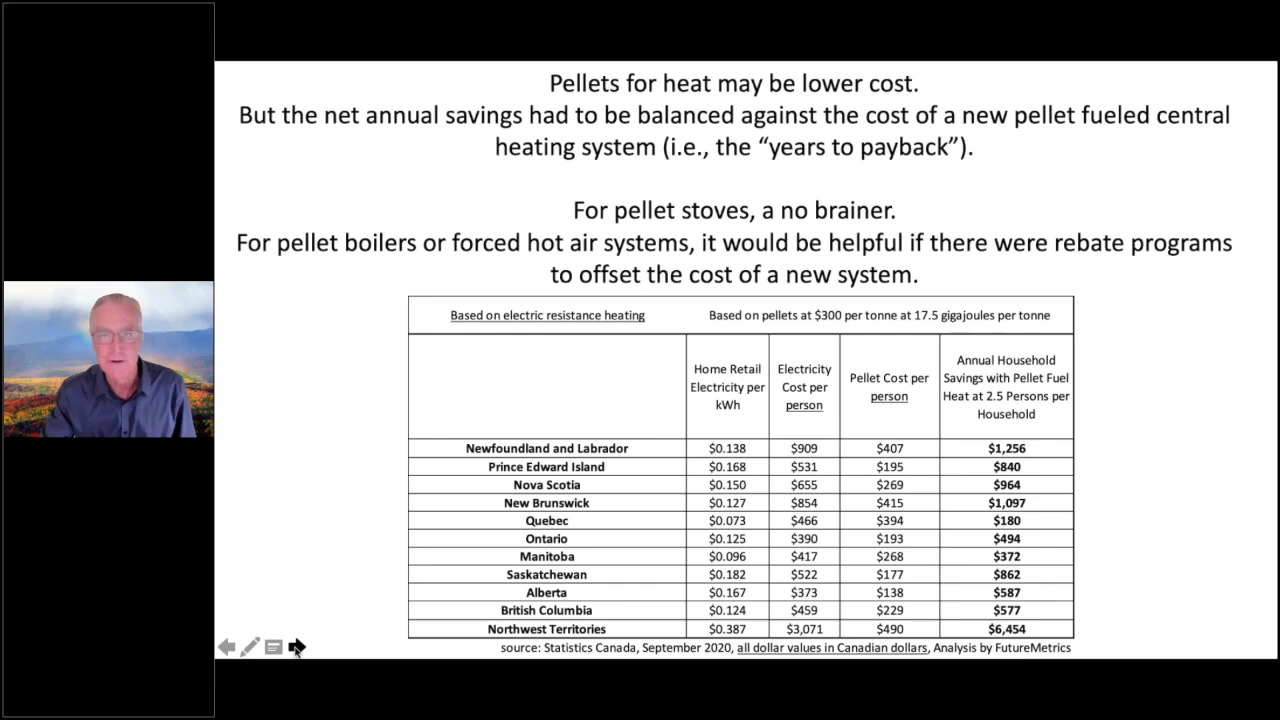 Pellets for heat may be lower cost.
But the net annual savings had to be balanced against the cost of a new pellet fueled central
heating system (i.e., the “years to payback”).
For pellet stoves, a no brainer.
For pellet boilers or forced hot air systems, it would be helpful if there were rebate programs
to offset the cost of a new system.
Based on electric resistance heating Based on pellets at $300 per tonne at 17.5 gigajoules per tonne
Home Retail
Electricity per
kWh
Electricity
Cost per
person
Pellet Cost per
person
Annual Household
Savings with Pellet Fuel
Heat at 2.5 Persons per
Household
Newfoundland and Labrador $0.138 $909 $407 $1,256
Prince Edward Island $0.168 $531 $195 $840
Nova Scotia $0.150 $655 $269 $964
New Brunswick $0.127 $854 $415 $1,097
Quebec $0.073 $466 $394 $180
Ontario $0.125 $390 $193 $494
Manitoba $0.096 $417 $268 $372
Saskatchewan $0.182 $522 $177 $862
Alberta $0.167 $373 $138 $587
British Columbia $0.124 $459 $229 $577
Northwest Territories $0.387 $3,071 $490 $6,454
source: Statistics Canada, September 2020, all dollar values in Canadian dollars, Analysis by FutureMetrics